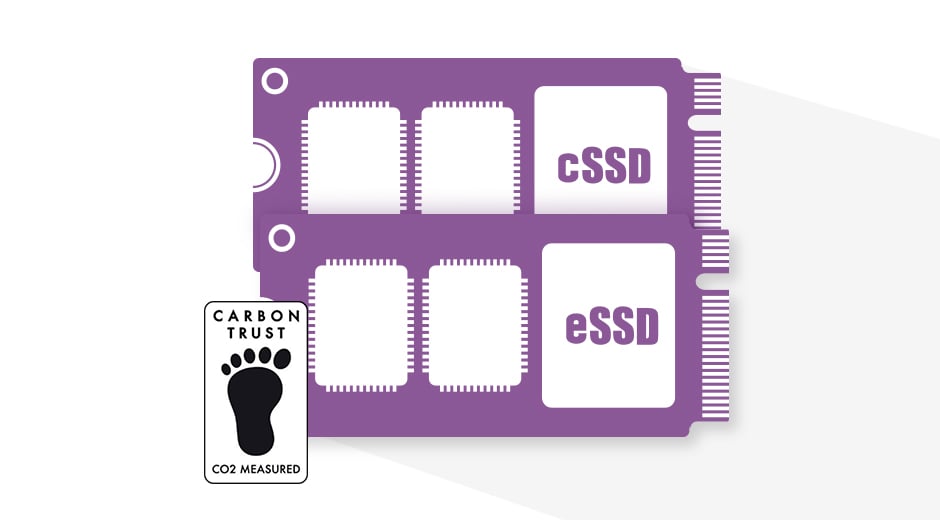 cSSD
eSSD
CARBON
TRUST
CO2 MEASURED